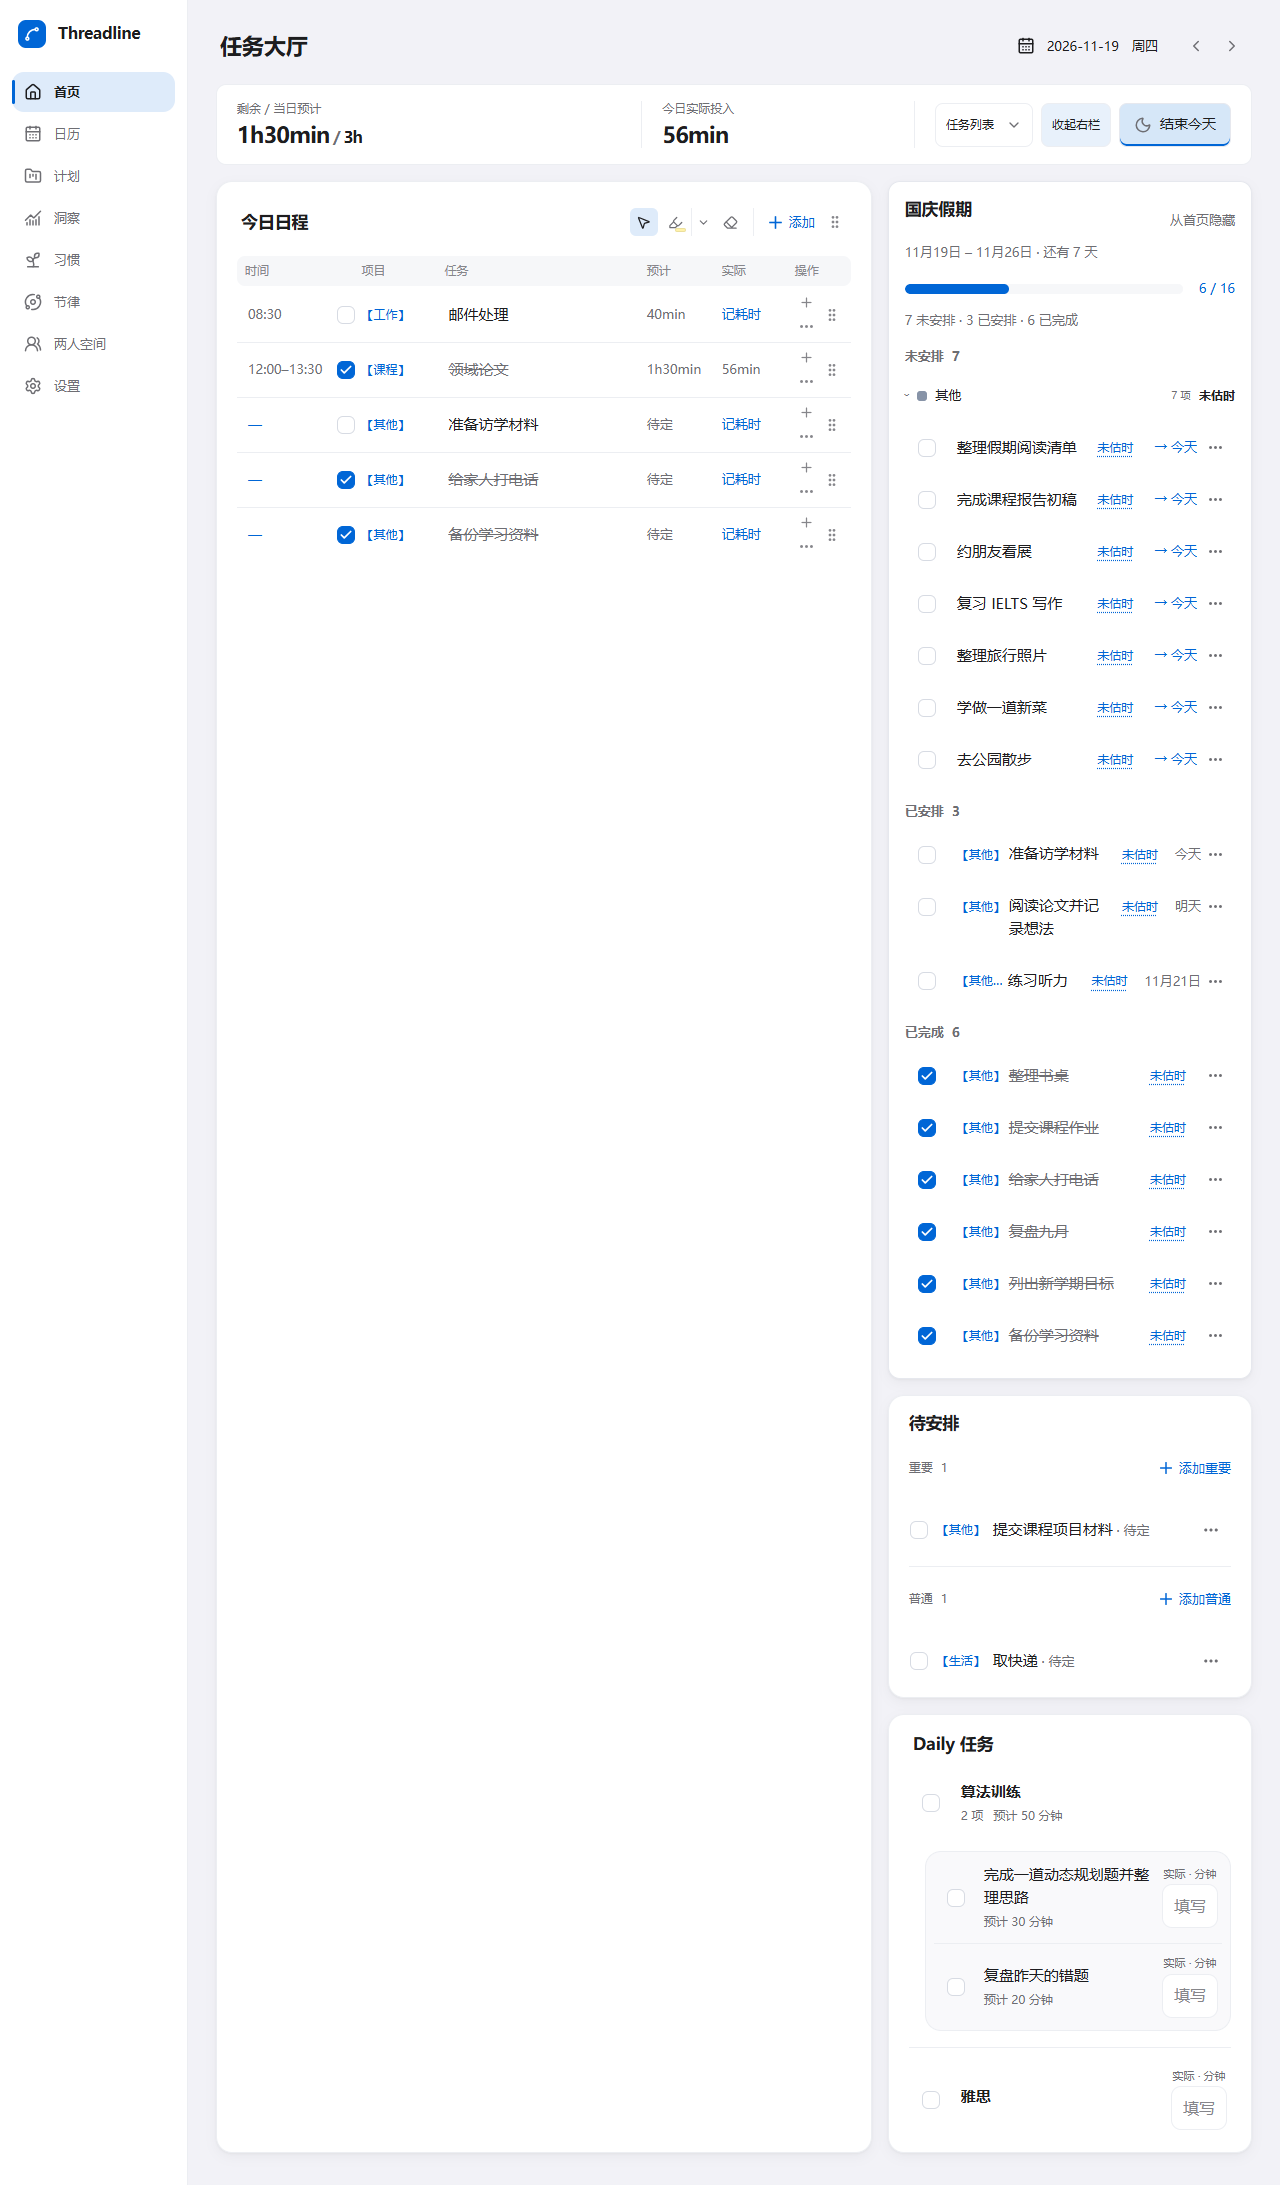 Threadline
首页
日历
计划
洞察
习惯
节律
两人空间
设置
任务大厅
2026-11-19 周四
剩余 / 当日预计
1h30min / 3h
今日实际投入
56min
任务列表
收起右栏
结束今天
今日日程
添加
时间 项目 任务 预计 实际 操作
08:30 【工作】 邮件处理 40min 记耗时
12:00–13:30 【课程】 领域论文 1h30min 56min
— 【其他】 准备访学材料 待定 记耗时
— 【其他】 给家人打电话 待定 记耗时
— 【其他】 备份学习资料 待定 记耗时
国庆假期
从首页隐藏
11月19日 – 11月26日 · 还有 7 天
6 / 16
7 未安排 · 3 已安排 · 6 已完成
未安排 7
其他 7 项 未估时
整理假期阅读清单 未估时 → 今天
完成课程报告初稿 未估时 → 今天
约朋友看展 未估时 → 今天
复习 IELTS 写作 未估时 → 今天
整理旅行照片 未估时 → 今天
学做一道新菜 未估时 → 今天
去公园散步 未估时 → 今天
已安排 3
【其他】 准备访学材料 未估时 今天
【其他】 阅读论文并记 未估时 明天
录想法
【其他... 练习听力 未估时 11月21日
已完成 6
【其他】 整理书桌 未估时
【其他】 提交课程作业 未估时
【其他】 给家人打电话 未估时
【其他】 复盘九月 未估时
【其他】 列出新学期目标 未估时
【其他】 备份学习资料 未估时
待安排
重要 1 添加重要
【其他】 提交课程项目材料 · 待定
普通 1 添加普通
【生活】 取快递 · 待定
Daily 任务
算法训练
2 项 预计 50 分钟
完成一道动态规划题并整
理思路
预计 30 分钟
实际 · 分钟
填写
复盘昨天的错题
预计 20 分钟
实际 · 分钟
填写
雅思
实际 · 分钟
填写